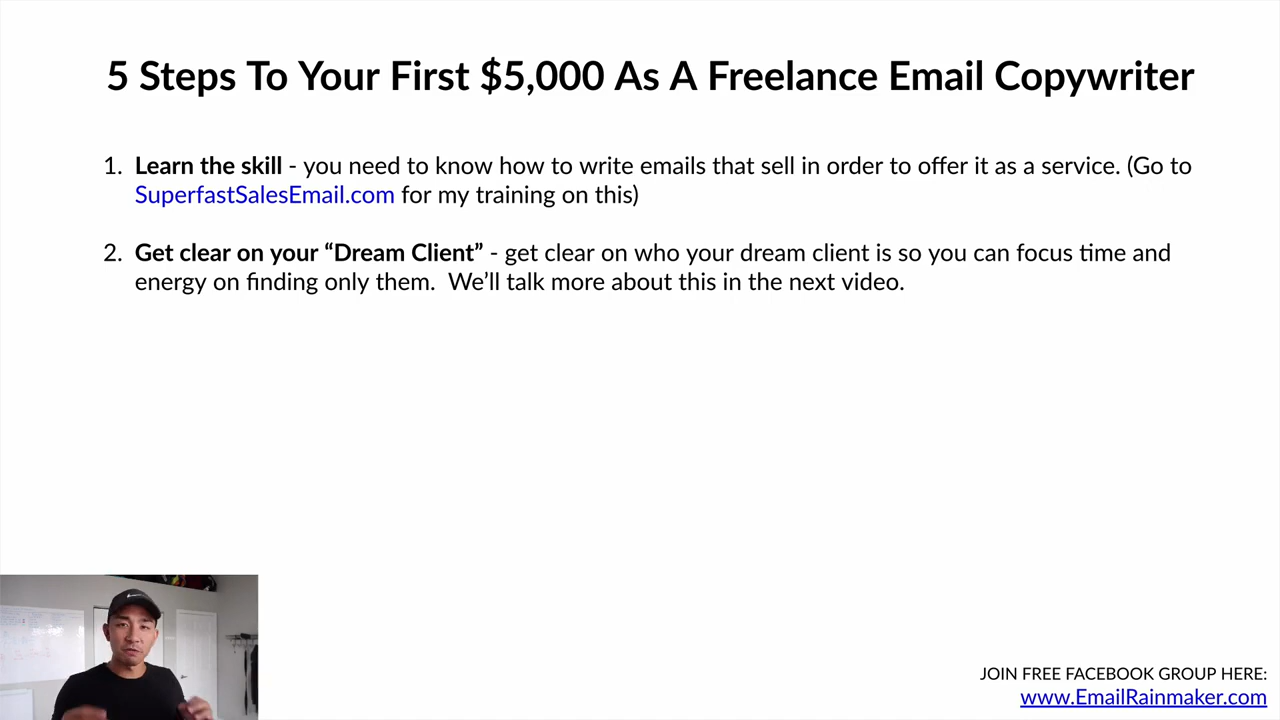 5 Steps To Your First $5,000 As A Freelance Email Copywriter
1. Learn the skill - you need to know how to write emails that sell in order to offer it as a service. (Go to
SuperfastSalesEmail.com for my training on this)
2. Get clear on your “Dream Client” - get clear on who your dream client is so you can focus time and
energy on finding only them.  We’ll talk more about this in the next video.
JOIN FREE FACEBOOK GROUP HERE:
www.EmailRainmaker.com